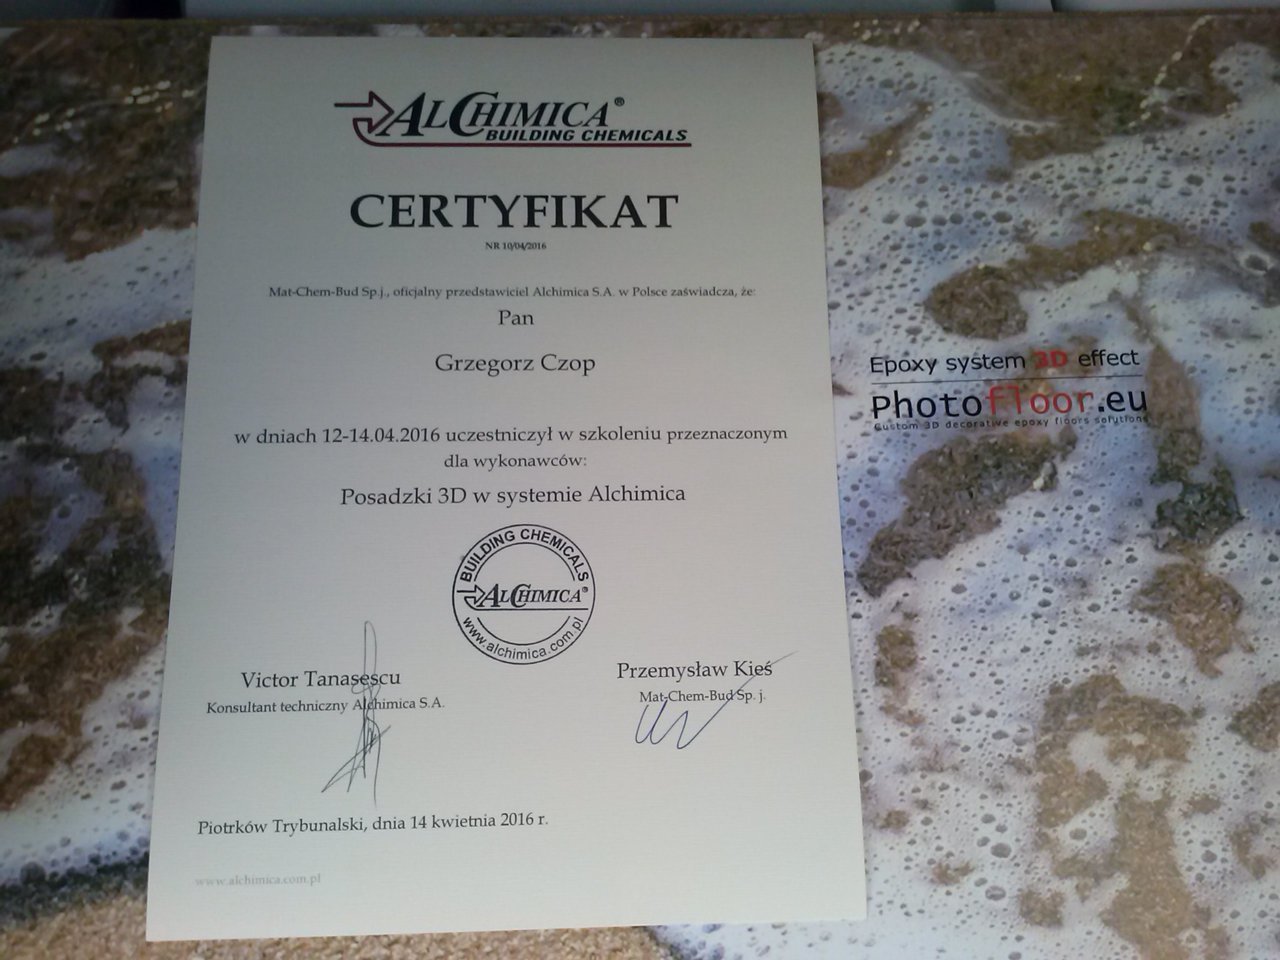 ALCHIMICA®
BUILDING CHEMICALS
CERTYFIKAT
NR 10/04/2016
Mat-Chem-Bud Sp.j., oficjalny przedstawiciel Alchimica S.A. w Polsce zaświadcza, że:
Pan
Grzegorz Czop
w dniach 12-14.04.2016 uczestniczył w szkoleniu przeznaczonym
dla wykonawców:
Posadzki 3D w systemie Alchimica
BUILDING CHEMICALS
ALCHIMICA®
www.alchimica.com.pl
Victor Tanasescu
Konsultant techniczny Alchimica S.A.
Przemysław Kieś
Mat-Chem-Bud Sp. j.
Piotrków Trybunalski, dnia 14 kwietnia 2016 r.
www.alchimica.com.pl
Epoxy system 3D effect
Photofloor.eu
Custom 3D decorative epoxy floors solutions